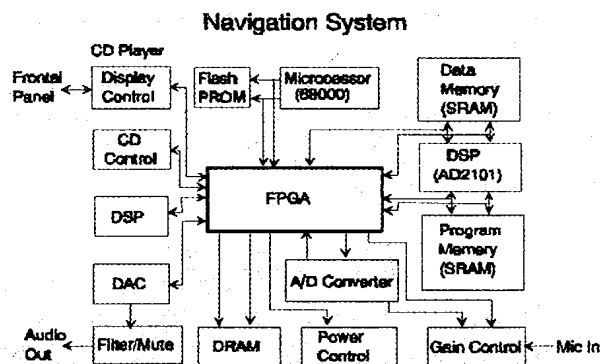 Navigation System
CD Player
Frontal
Panel
Display
Control
Flash
PROM
Microcessor
(68000)
Data
Memory
(SRAM)
CD
Control
DSP
(AD2101)
FPGA
DSP
Program
Memory
(SRAM)
DAC
A/D Converter
Audio
Out
Filter/Mute
DRAM
Power
Control
Gain Control
Mic In